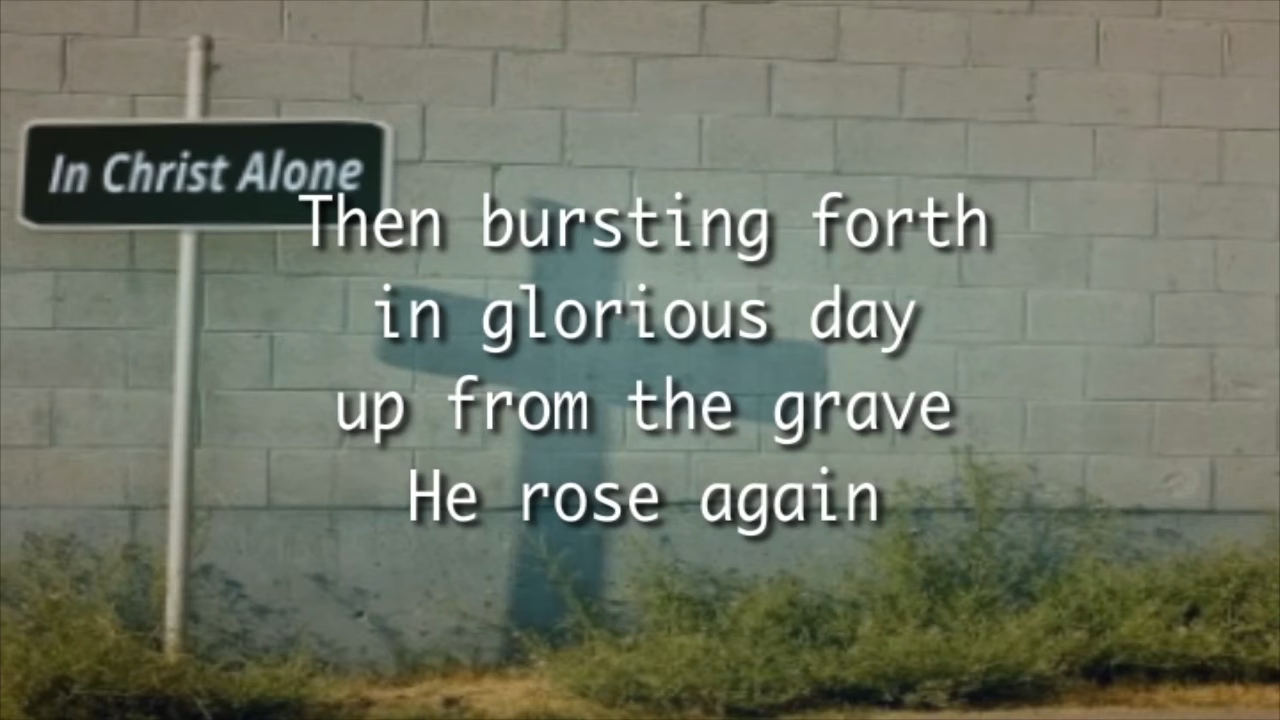 In Christ Alone
Then bursting forth
in glorious day
up from the grave
He rose again